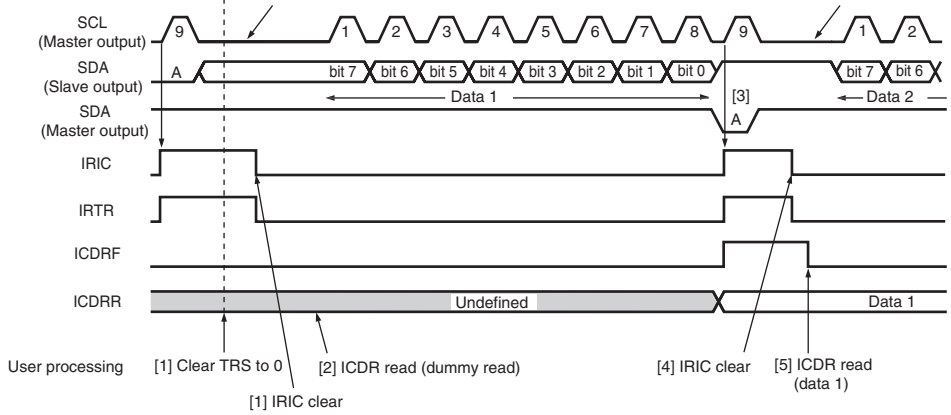 SCL
(Master output)
9 1 2 3 4 5 6 7 8 9 1 2
SDA
(Slave output)
A bit 7 bit 6 bit 5 bit 4 bit 3 bit 2 bit 1 bit 0 bit 7 bit 6
Data 1 [3] Data 2
SDA
(Master output)
A
IRIC
IRTR
ICDRF
ICDRR Undefined Data 1
User processing [1] Clear TRS to 0 [2] ICDR read (dummy read) [4] IRIC clear [5] ICDR read
(data 1)
[1] IRIC clear